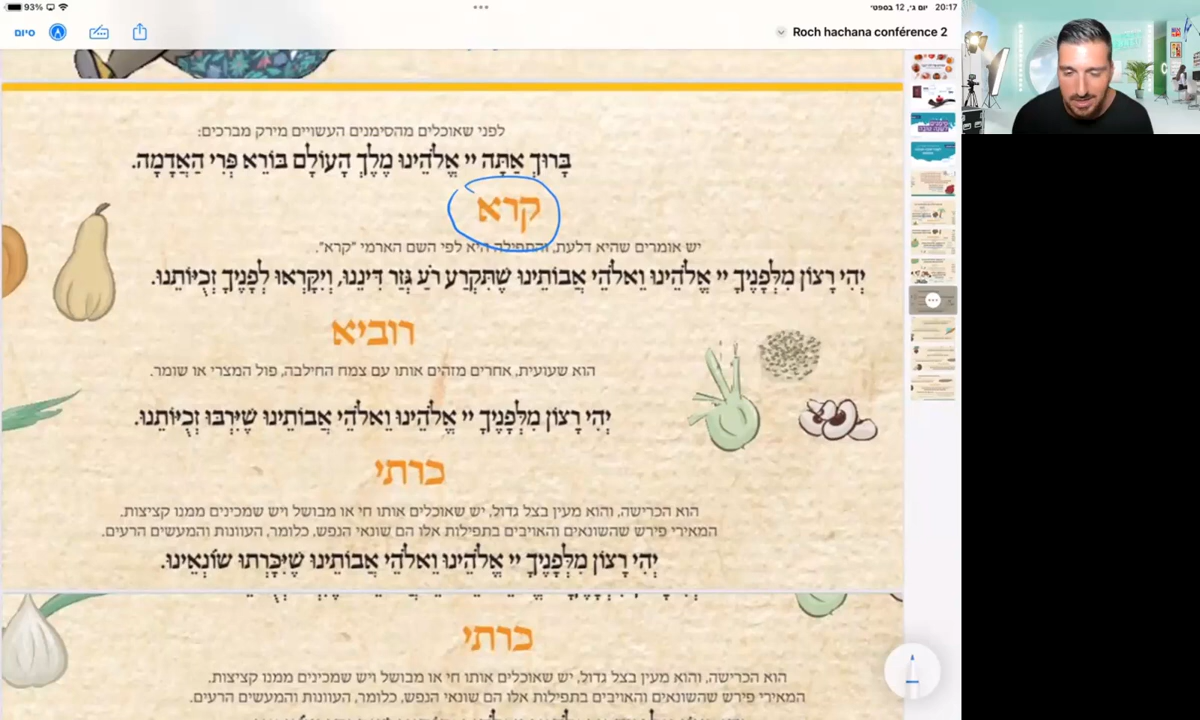 93%
20:17 יום ג׳, 12 בספט׳
סיום
Roch hachana conférence 2
לפני שאוכלים מהסימנים העשויים מירק מברכים:
בָּרוּךְ אַתָּה יי אֱלֹהֵינוּ מֶלֶךְ הָעוֹלָם בּוֹרֵא פְּרִי הָאֲדָמָה.
קרא
יש אומרים שהיא דלעת, והתפילה היא לפי השם הארמי "קרא".
יְהִי רָצוֹן מִלְּפָנֶיךָ יי אֱלֹהֵינוּ וֵאלֹהֵי אֲבוֹתֵינוּ שֶׁתִּקְרַע רֹעַ גְּזַר דִּינֵנוּ, וְיִקָּרְאוּ לְפָנֶיךָ זְכֻיּוֹתֵנוּ.
רוביא
הוא שעועית, אחרים מזהים אותו עם צמח החילבה, פול המצרי או שומר.
יְהִי רָצוֹן מִלְּפָנֶיךָ יי אֱלֹהֵינוּ וֵאלֹהֵי אֲבוֹתֵינוּ שֶׁיִּרְבּוּ זְכֻיּוֹתֵנוּ.
כרתי
הוא הכרישה, והוא מעין בצל גדול, יש שאוכלים אותו חי או מבושל ויש שמכינים ממנו קציצות.
המאירי פירש שהשונאים והאויבים בתפילות אלו הם שונאי הנפש, כלומר, העוונות והמעשים הרעים.
יְהִי רָצוֹן מִלְּפָנֶיךָ יי אֱלֹהֵינוּ וֵאלֹהֵי אֲבוֹתֵינוּ שֶׁיִּכָּרְתוּ שׂוֹנְאֵינוּ.
כרתי
הוא הכרישה, והוא מעין בצל גדול, יש שאוכלים אותו חי או מבושל ויש שמכינים ממנו קציצות.
המאירי פירש שהשונאים והאויבים בתפילות אלו הם שונאי הנפש, כלומר, העוונות והמעשים הרעים.